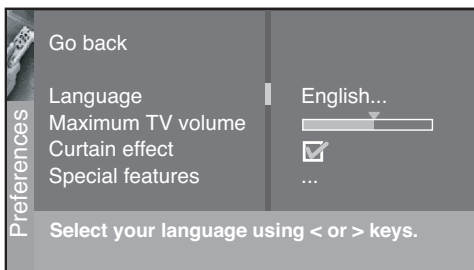 Preferences
Go back
Language English...
Maximum TV volume
Curtain effect
Special features ...
Select your language using < or > keys.